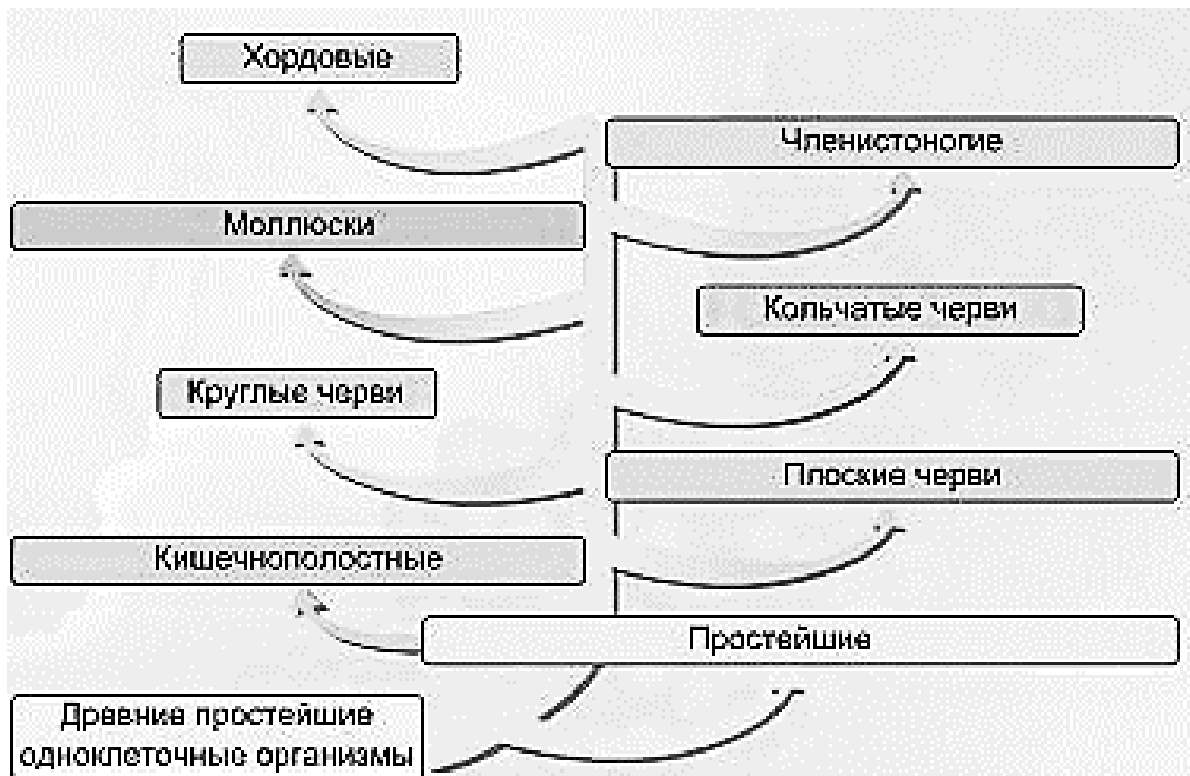 Хордовые
Членистоногие
Моллюски
Кольчатые черви
Круглые черви
Плоские черви
Кишечнополостные
Простейшие
Древние простейшие
одноклеточные организмы